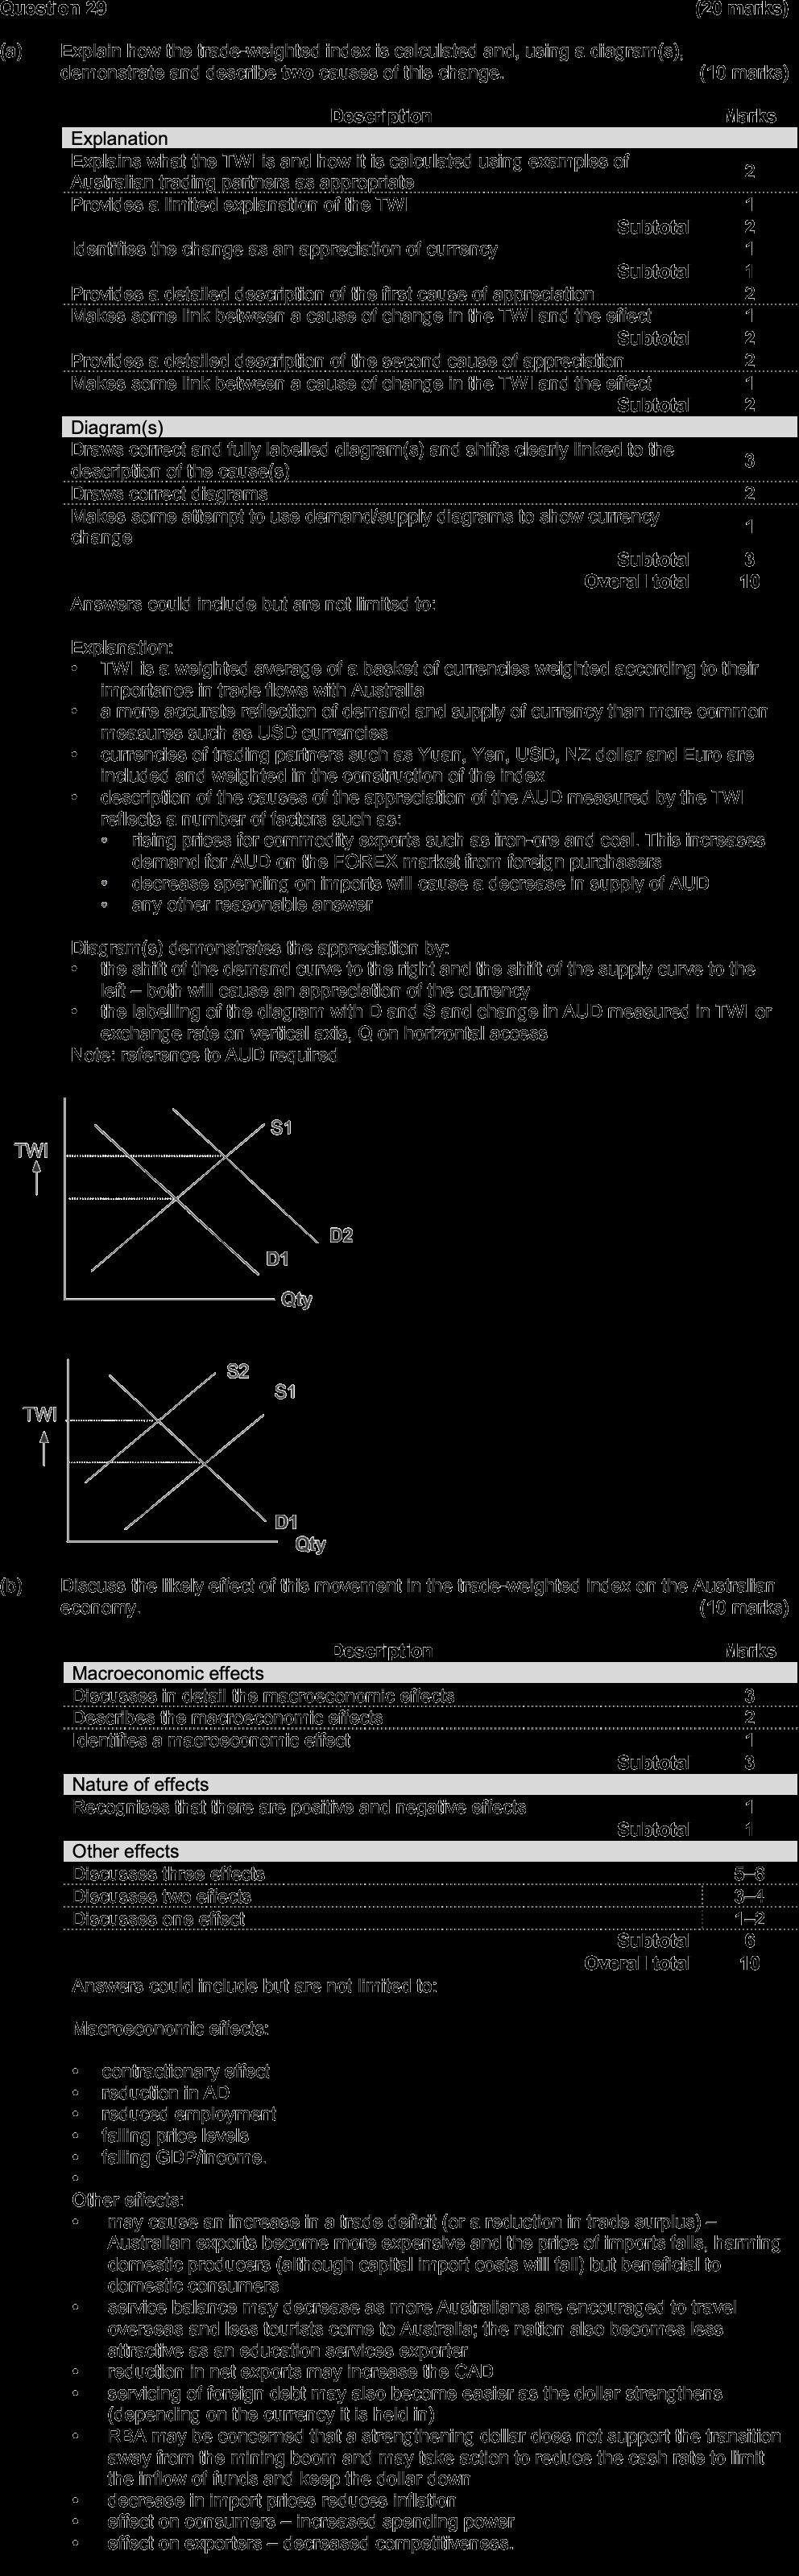 Question 29 (20 marks)
(a) Explain how the trade-weighted index is calculated and, using a diagram(s),
demonstrate and describe two causes of this change. (10 marks)
Description Marks
Explanation
Explains what the TWI is and how it is calculated using examples of
Australian trading partners as appropriate 2
Provides a limited explanation of the TWI 1
Subtotal 2
Identifies the change as an appreciation of currency 1
Subtotal 1
Provides a detailed description of the first cause of appreciation 2
Makes some link between a cause of change in the TWI and the effect 1
Subtotal 2
Provides a detailed description of the second cause of appreciation 2
Makes some link between a cause of change in the TWI and the effect 1
Subtotal 2
Diagram(s)
Draws correct and fully labelled diagram(s) and shifts clearly linked to the
description of the cause(s) 3
Draws correct diagrams 2
Makes some attempt to use demand/supply diagrams to show currency
change 1
Subtotal 3
Overall total 10
Answers could include but are not limited to:
Explanation:
• TWI is a weighted average of a basket of currencies weighted according to their
importance in trade flows with Australia
• a more accurate reflection of demand and supply of currency than more common
measures such as USD currencies
• currencies of trading partners such as Yuan, Yen, USD, NZ dollar and Euro are
included and weighted in the construction of the index
• description of the causes of the appreciation of the AUD measured by the TWI
reflects a number of factors such as:
• rising prices for commodity exports such as iron-ore and coal. This increases
demand for AUD on the FOREX market from foreign purchasers
• decrease spending on imports will cause a decrease in supply of AUD
• any other reasonable answer
Diagram(s) demonstrates the appreciation by:
• the shift of the demand curve to the right and the shift of the supply curve to the
left – both will cause an appreciation of the currency
• the labelling of the diagram with D and S and change in AUD measured in TWI or
exchange rate on vertical axis, Q on horizontal access
Note: reference to AUD required
S1
TWI
D2
D1
Qty
S2
S1
TWI
D1
Qty
(b) Discuss the likely effect of this movement in the trade-weighted index on the Australian
economy. (10 marks)
Description Marks
Macroeconomic effects
Discusses in detail the macroeconomic effects 3
Describes the macroeconomic effects 2
Identifies a macroeconomic effect 1
Subtotal 3
Nature of effects
Recognises that there are positive and negative effects 1
Subtotal 1
Other effects
Discusses three effects 5–6
Discusses two effects 3–4
Discusses one effect 1–2
Subtotal 6
Overall total 10
Answers could include but are not limited to:
Macroeconomic effects:
• contractionary effect
• reduction in AD
• reduced employment
• falling price levels
• falling GDP/income.
•
Other effects:
• may cause an increase in a trade deficit (or a reduction in trade surplus) –
Australian exports become more expensive and the price of imports falls, harming
domestic producers (although capital import costs will fall) but beneficial to
domestic consumers
• service balance may decrease as more Australians are encouraged to travel
overseas and less tourists come to Australia; the nation also becomes less
attractive as an education services exporter
• reduction in net exports may increase the CAD
• servicing of foreign debt may also become easier as the dollar strengthens
(depending on the currency it is held in)
• RBA may be concerned that a strengthening dollar does not support the transition
away from the mining boom and may take action to reduce the cash rate to limit
the inflow of funds and keep the dollar down
• decrease in import prices reduces inflation
• effect on consumers – increased spending power
• effect on exporters – decreased competitiveness.